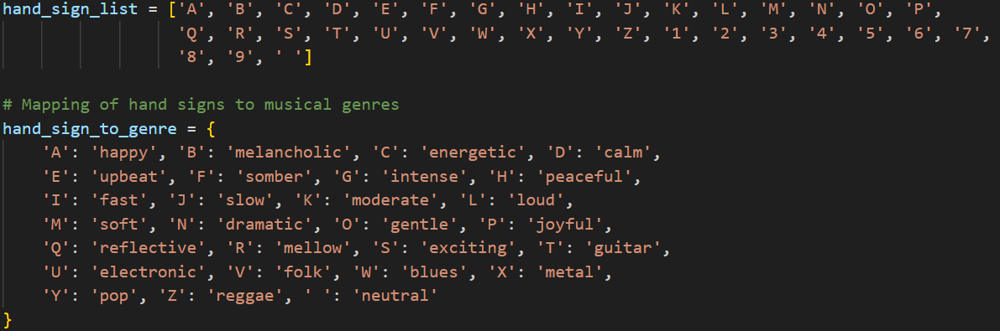 hand_sign_list = ['A', 'B', 'C', 'D', 'E', 'F', 'G', 'H', 'I', 'J', 'K', 'L', 'M', 'N', 'O', 'P',
'Q', 'R', 'S', 'T', 'U', 'V', 'W', 'X', 'Y', 'Z', '1', '2', '3', '4', '5', '6', '7',
'8', '9', ' ']
# Mapping of hand signs to musical genres
hand_sign_to_genre = {
'A': 'happy', 'B': 'melancholic', 'C': 'energetic', 'D': 'calm',
'E': 'upbeat', 'F': 'somber', 'G': 'intense', 'H': 'peaceful',
'I': 'fast', 'J': 'slow', 'K': 'moderate', 'L': 'loud',
'M': 'soft', 'N': 'dramatic', 'O': 'gentle', 'P': 'joyful',
'Q': 'reflective', 'R': 'mellow', 'S': 'exciting', 'T': 'guitar',
'U': 'electronic', 'V': 'folk', 'W': 'blues', 'X': 'metal',
'Y': 'pop', 'Z': 'reggae', ' ': 'neutral'
}